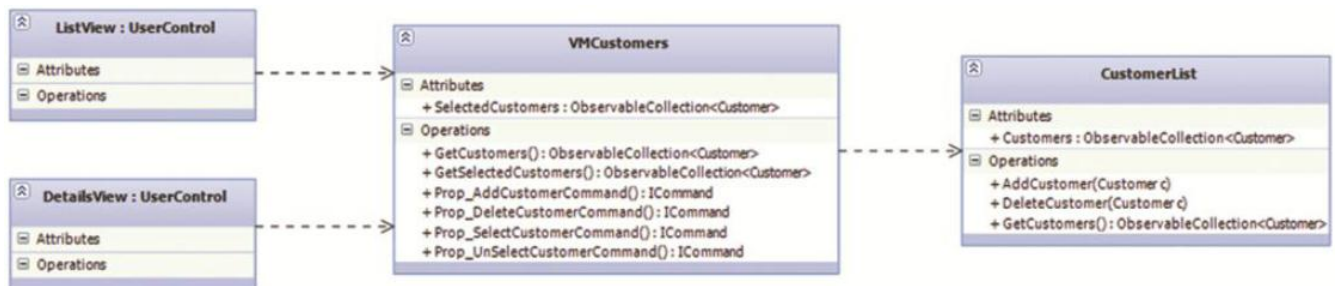 ListView : UserControl
Attributes
Operations
DetailsView : UserControl
Attributes
Operations
VMCustomers
Attributes
+ SelectedCustomers : ObservableCollection<Customer>
Operations
+ GetCustomers() : ObservableCollection<Customer>
+ GetSelectedCustomers() : ObservableCollection<Customer>
+ Prop_AddCustomerCommand() : ICommand
+ Prop_DeleteCustomerCommand() : ICommand
+ Prop_SelectCustomerCommand() : ICommand
+ Prop_UnSelectCustomerCommand() : ICommand
CustomerList
Attributes
+ Customers : ObservableCollection<Customer>
Operations
+ AddCustomer(Customer c)
+ DeleteCustomer(Customer c)
+ GetCustomers() : ObservableCollection<Customer>